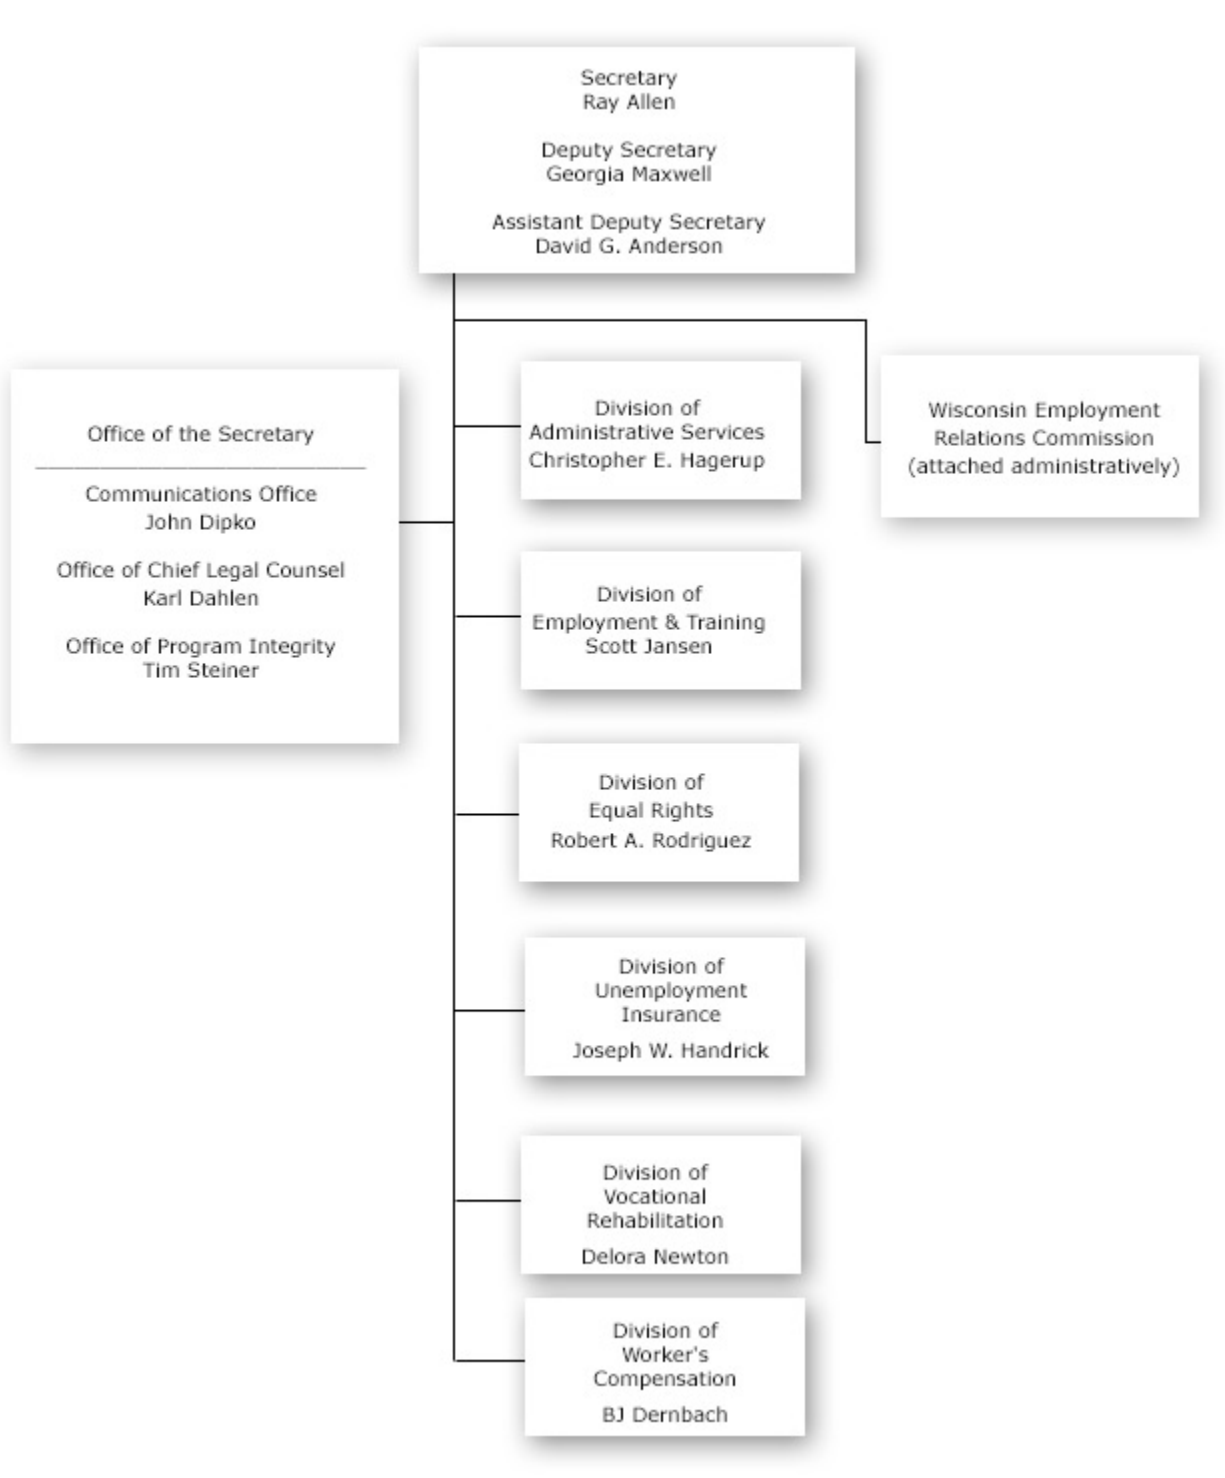 Secretary
Ray Allen
Deputy Secretary
Georgia Maxwell
Assistant Deputy Secretary
David G. Anderson
Office of the Secretary
Communications Office
John Dipko
Office of Chief Legal Counsel
Karl Dahlen
Office of Program Integrity
Tim Steiner
Division of
Administrative Services
Christopher E. Hagerup
Wisconsin Employment
Relations Commission
(attached administratively)
Division of
Employment & Training
Scott Jansen
Division of
Equal Rights
Robert A. Rodriguez
Division of
Unemployment
Insurance
Joseph W. Handrick
Division of
Vocational
Rehabilitation
Delora Newton
Division of
Worker's
Compensation
BJ Dernbach